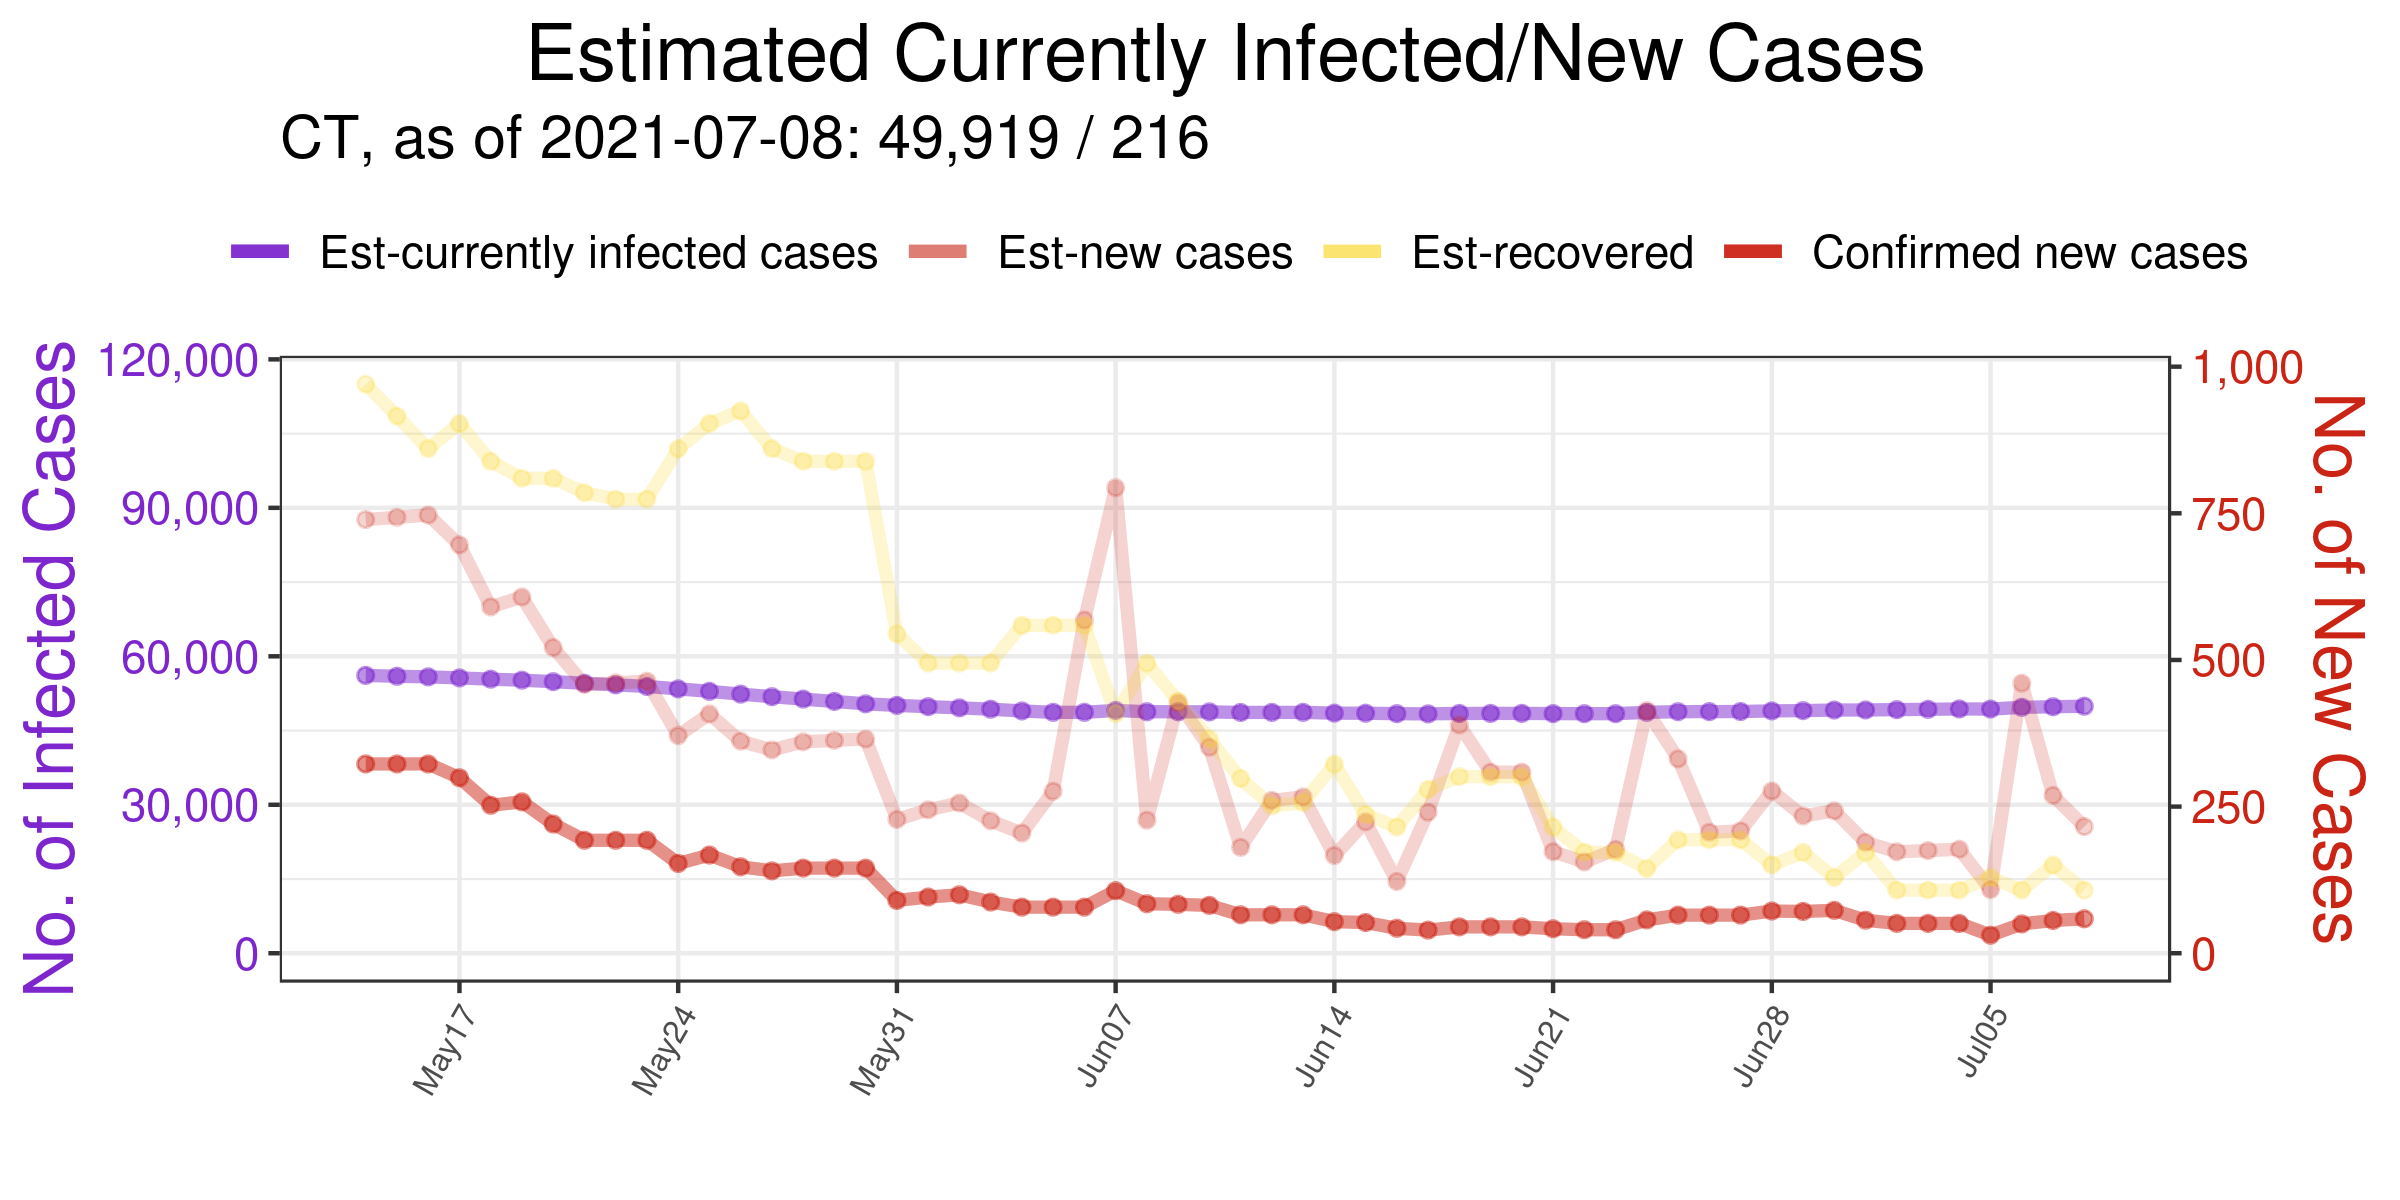 Estimated Currently Infected/New Cases
CT, as of 2021-07-08: 49,919 / 216
Est-currently infected cases Est-new cases Est-recovered Confirmed new cases
No. of Infected Cases
120,000
90,000
60,000
30,000
0
1,000
750
500
250
0
No. of New Cases
May17 May24 May31 Jun07 Jun14 Jun21 Jun28 Jul05